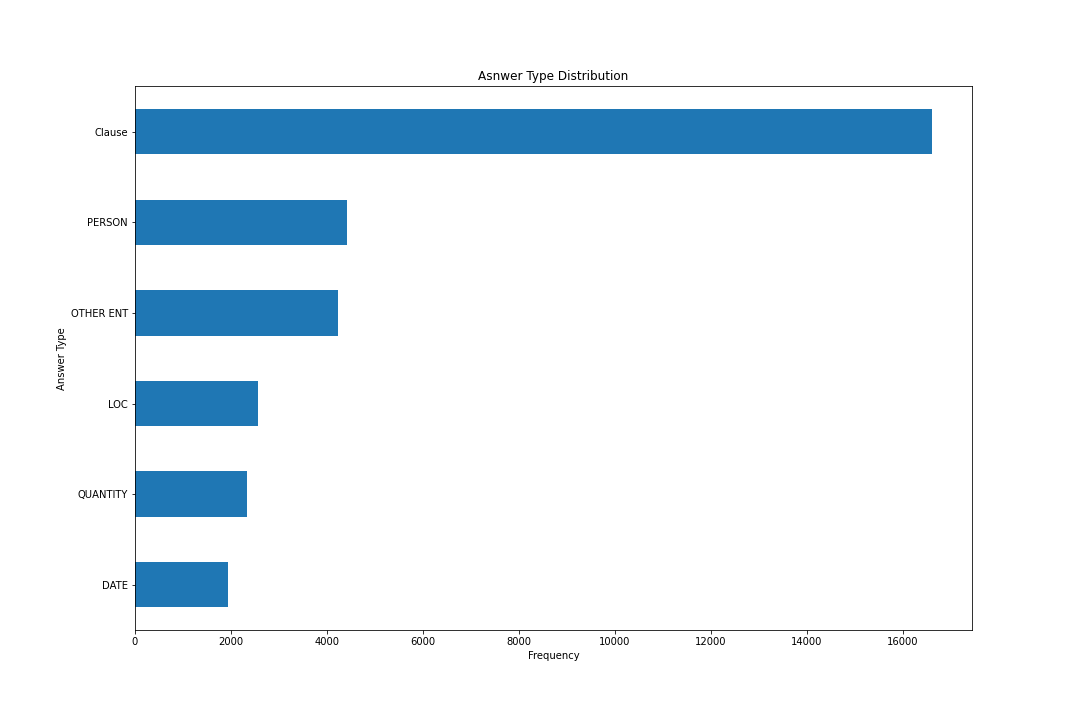 Asnwer Type Distribution
Clause
PERSON
OTHER ENT
LOC
QUANTITY
DATE
Answer Type
0 2000 4000 6000 8000 10000 12000 14000 16000
Frequency